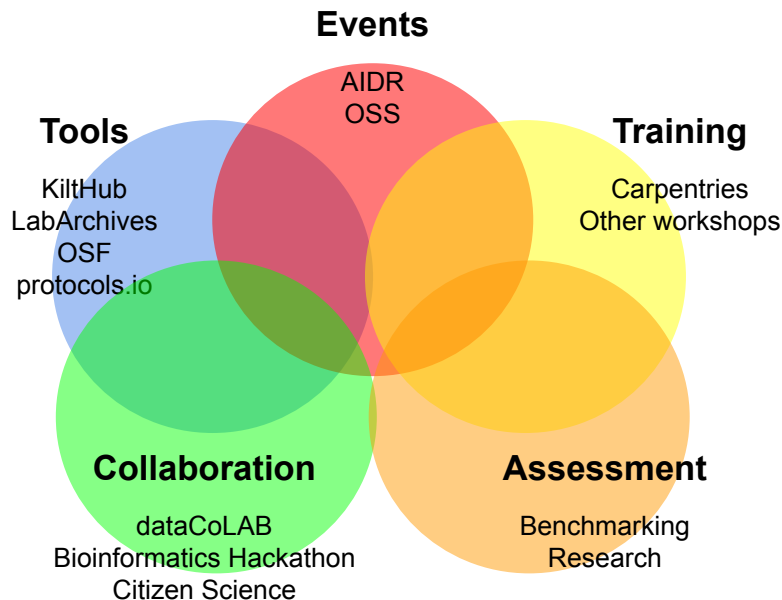 Events
AIDR
OSS
Tools
KiltHub
LabArchives
OSF
protocols.io
Training
Carpentries
Other workshops
Collaboration
dataCoLAB
Bioinformatics Hackathon
Citizen Science
Assessment
Benchmarking
Research